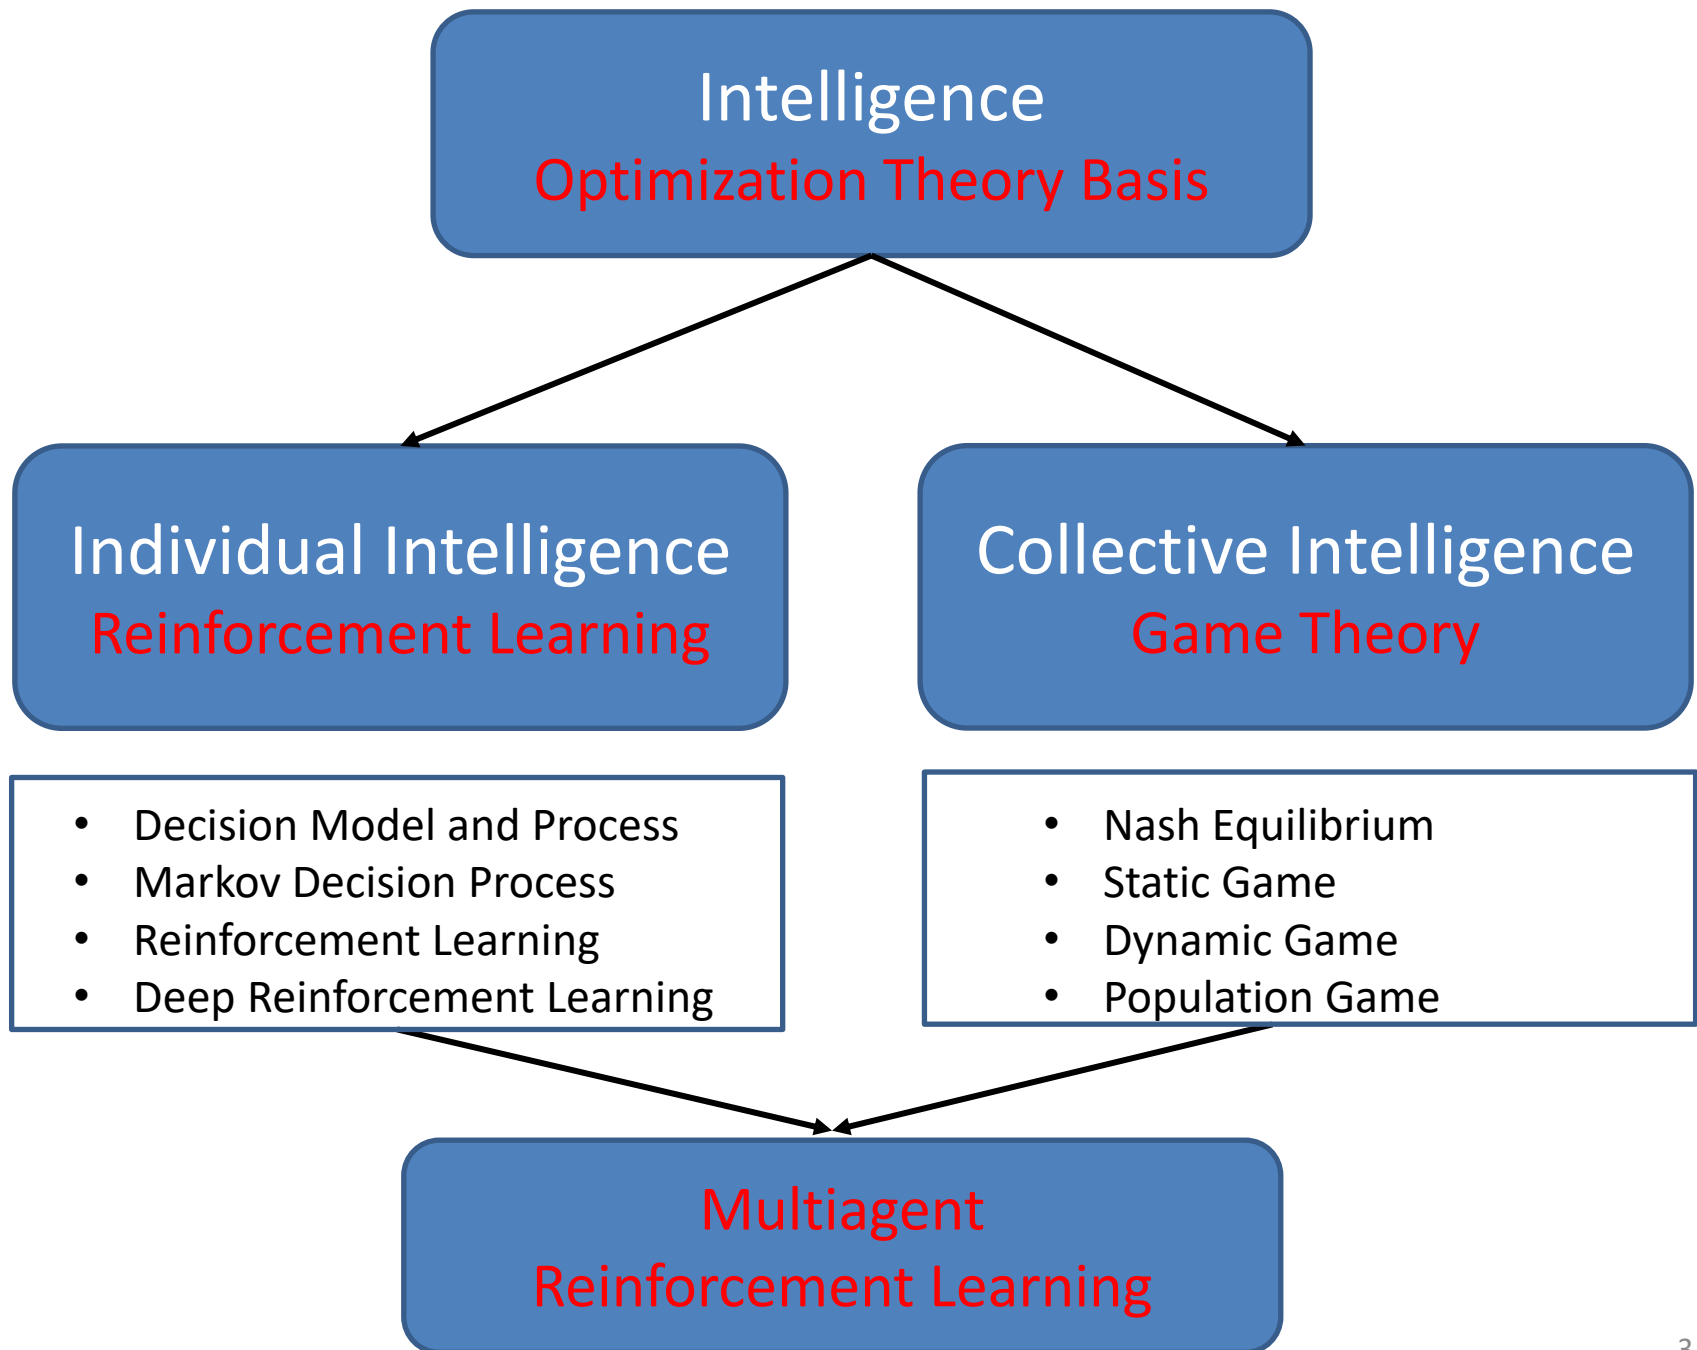 Intelligence
Optimization Theory Basis
Individual Intelligence
Reinforcement Learning
Collective Intelligence
Game Theory
• Decision Model and Process
• Markov Decision Process
• Reinforcement Learning
• Deep Reinforcement Learning
• Nash Equilibrium
• Static Game
• Dynamic Game
• Population Game
Multiagent
Reinforcement Learning
3